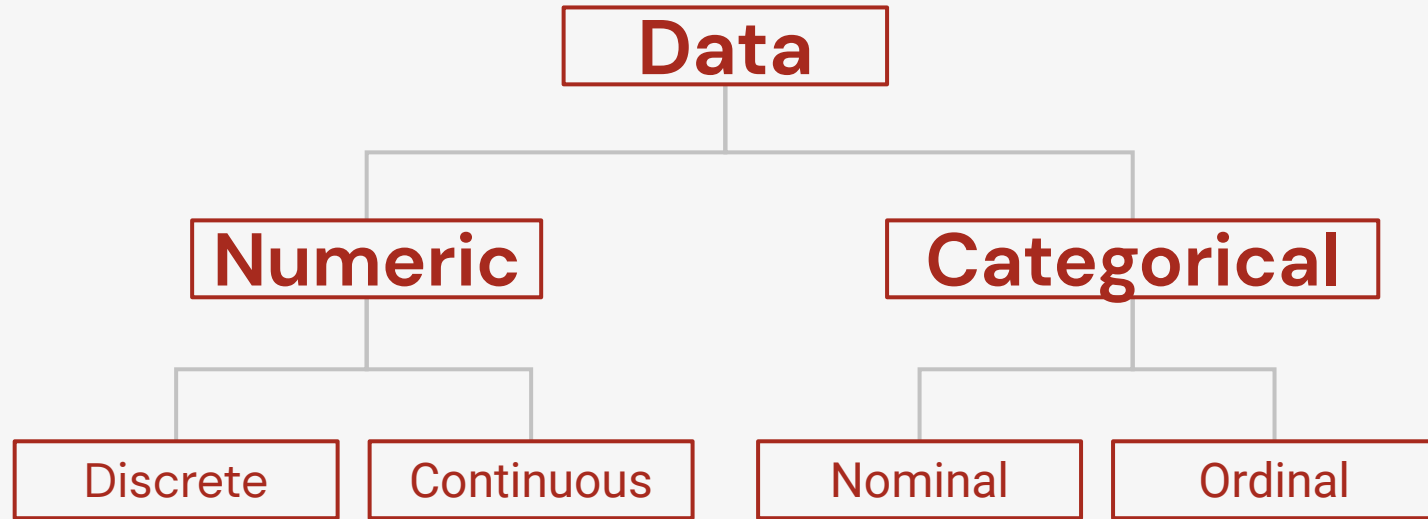 Data
Numeric
Categorical
Discrete
Continuous
Nominal
Ordinal